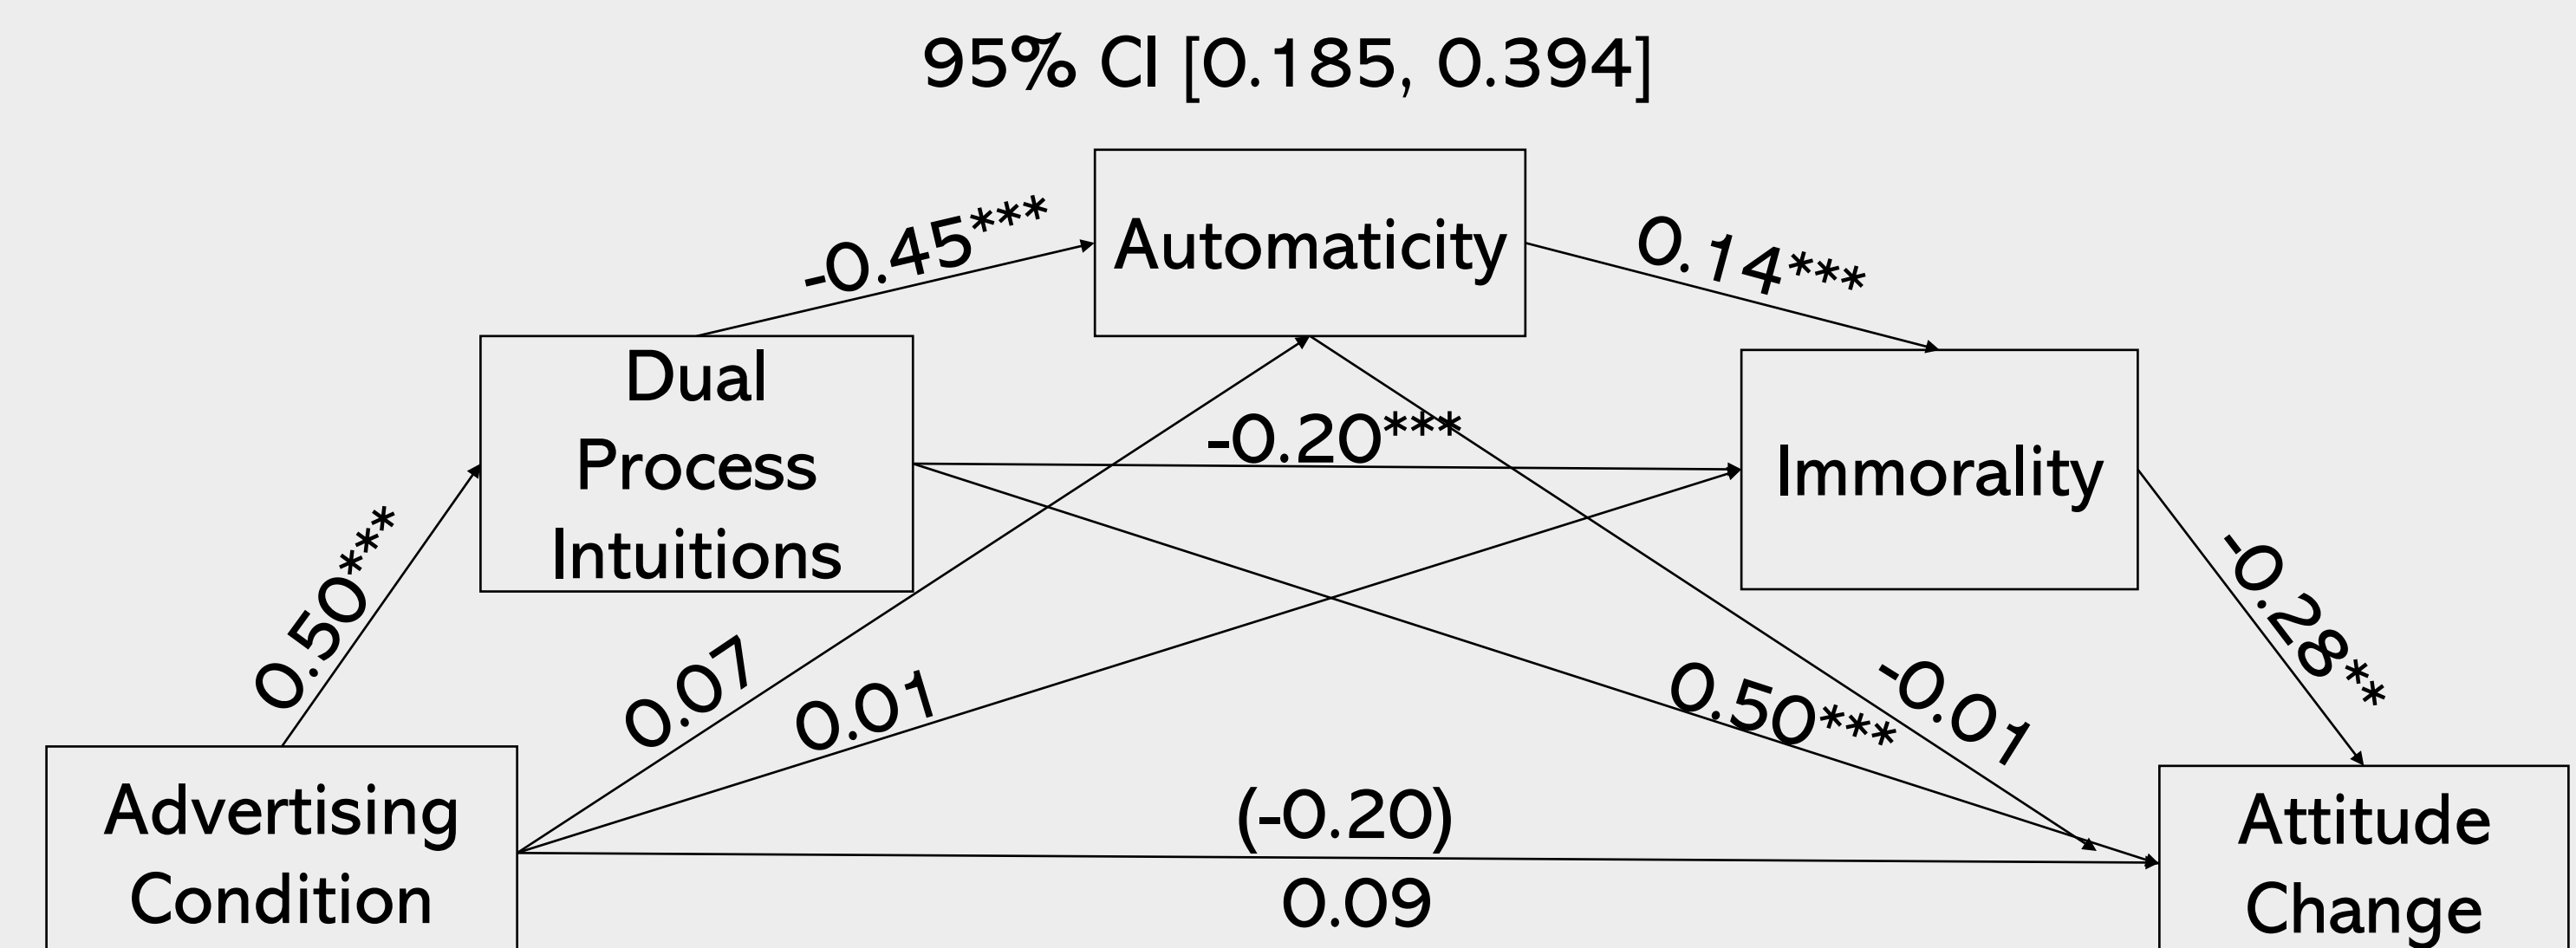 95% CI [0.185, 0.394]
Automaticity
-0.45***
0.14***
Dual
Process
Intuitions
-0.20***
Immorality
0.50***
-0.28**
0.07
0.01
0.50***
-0.01
Advertising
Condition
(-0.20)
0.09
Attitude
Change